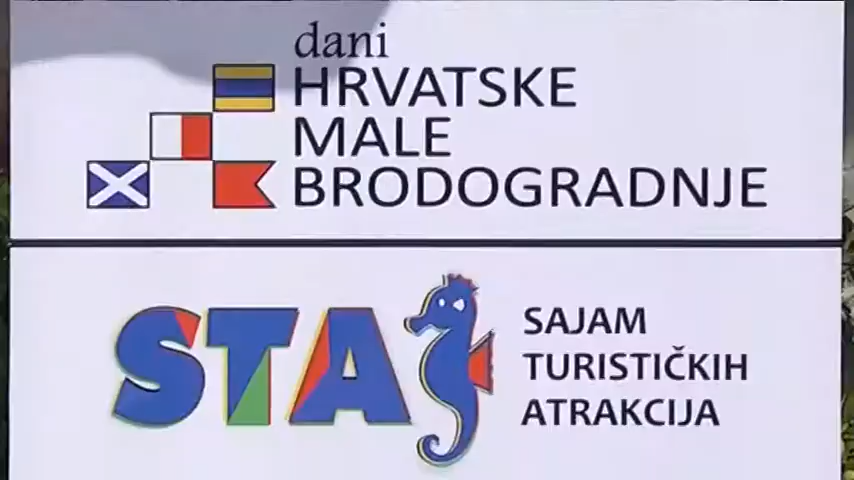 dani
HRVATSKE
MALE
BRODOGRADNJE
STA
SAJAM
TURISTIČKIH
ATRAKCIJA